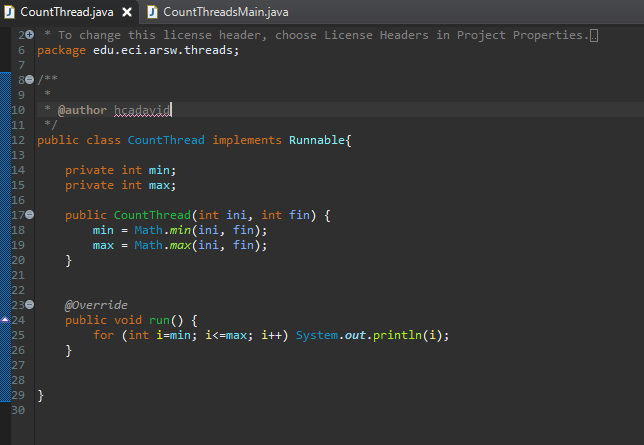 CountThread.java CountThreadsMain.java
2 * To change this license header, choose License Headers in Project Properties.
6 package edu.eci.arsw.threads;
7
8 /**
9  *
10  * @author hcadavid
11  */
12 public class CountThread implements Runnable{
13
14     private int min;
15     private int max;
16
17     public CountThread(int ini, int fin) {
18         min = Math.min(ini, fin);
19         max = Math.max(ini, fin);
20     }
21
22
23     @Override
24     public void run() {
25         for (int i=min; i<=max; i++) System.out.println(i);
26     }
27
28
29 }
30